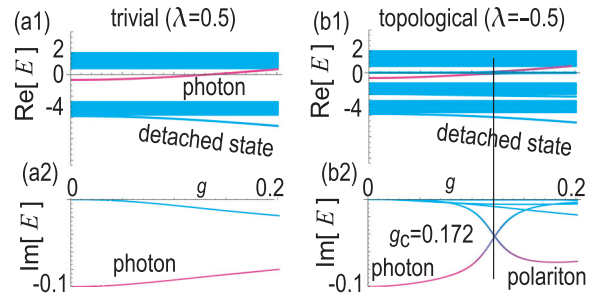 (a1) trivial (λ=0.5)
Re[ E ]
2
0
-4
photon
detached state
(a2)
0 g 0.2
Im[ E ]
-0.1
photon
(b1) topological (λ=−0.5)
Re[ E ]
2
0
-4
detached state
(b2)
0 g 0.2
Im[ E ]
-0.1
gC=0.172
photon
polariton